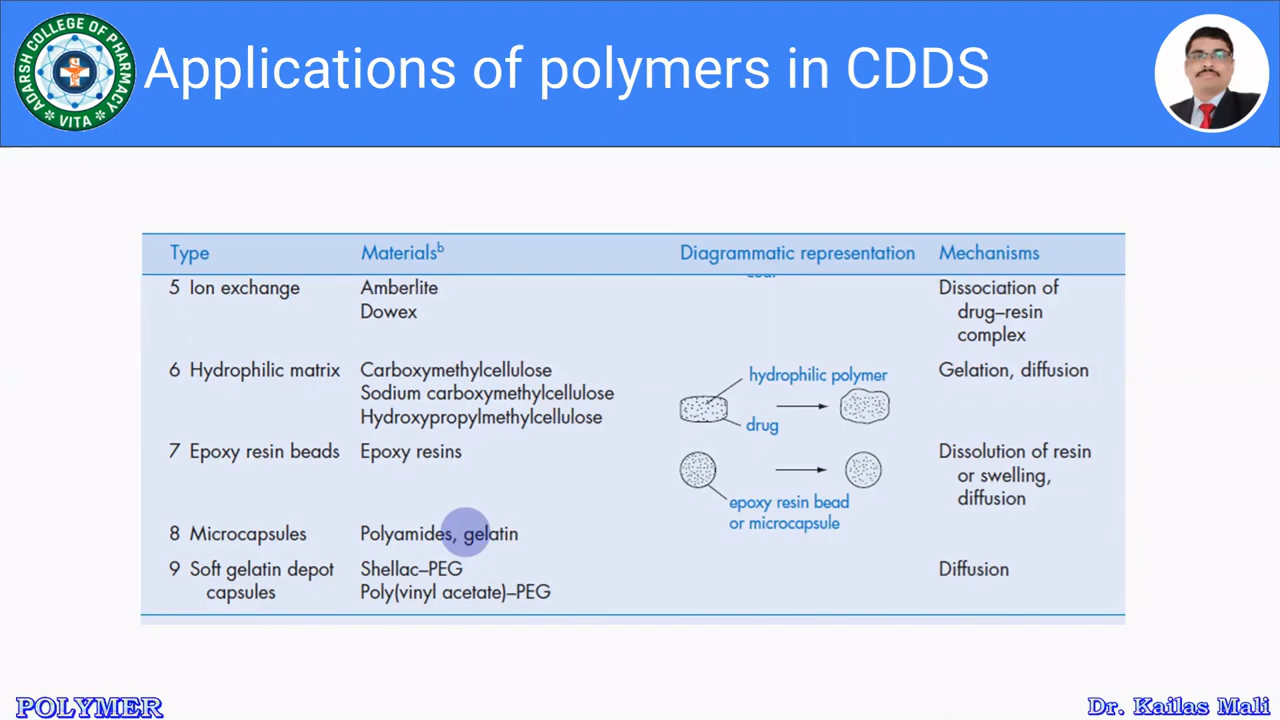 ADARSH COLLEGE OF PHARMACY
VITA
Applications of polymers in CDDS
Type Materialsᵇ Diagrammatic representation Mechanisms
5 Ion exchange Amberlite Dissociation of
Dowex drug–resin
complex
6 Hydrophilic matrix Carboxymethylcellulose hydrophilic polymer Gelation, diffusion
Sodium carboxymethylcellulose
Hydroxypropylmethylcellulose drug
7 Epoxy resin beads Epoxy resins Dissolution of resin
or swelling,
diffusion
epoxy resin bead
or microcapsule
8 Microcapsules Polyamides, gelatin
9 Soft gelatin depot Shellac–PEG Diffusion
capsules Poly(vinyl acetate)–PEG
POLYMER Dr. Kailas Mali